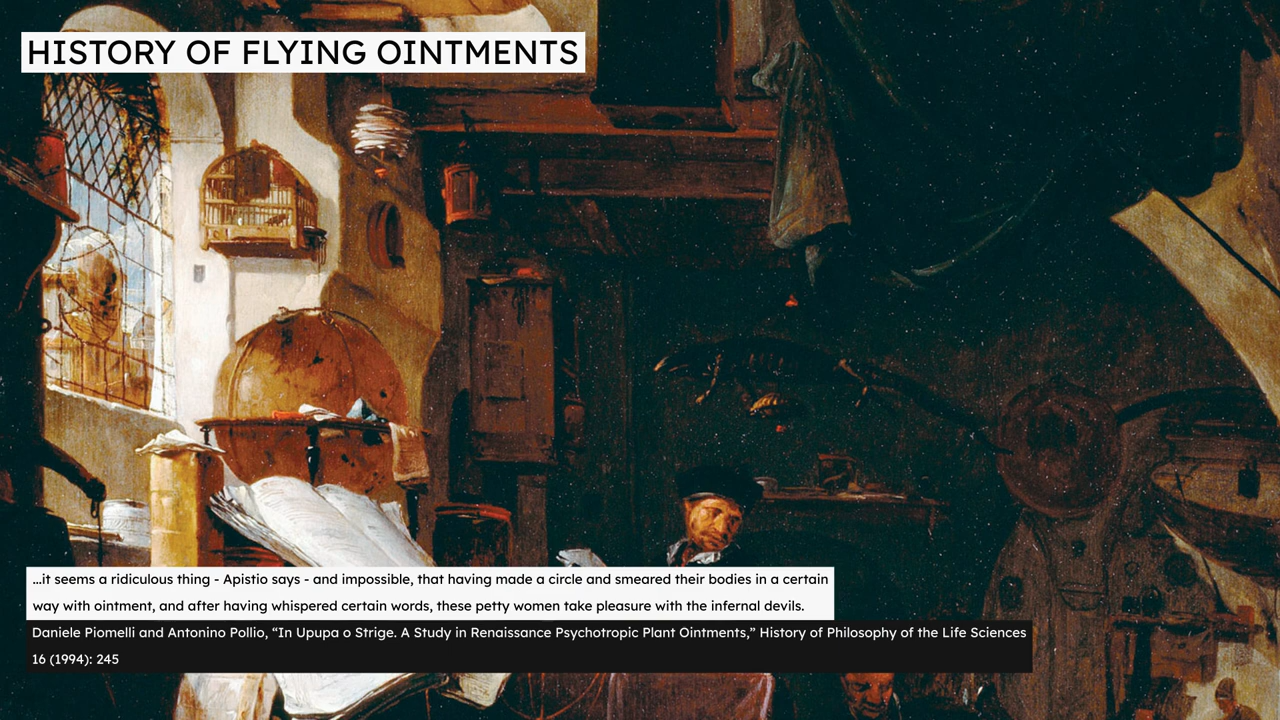 HISTORY OF FLYING OINTMENTS
...it seems a ridiculous thing - Apistio says - and impossible, that having made a circle and smeared their bodies in a certain
way with ointment, and after having whispered certain words, these petty women take pleasure with the infernal devils.
Daniele Piomelli and Antonino Pollio, “In Upupa o Strige. A Study in Renaissance Psychotropic Plant Ointments,” History of Philosophy of the Life Sciences
16 (1994): 245